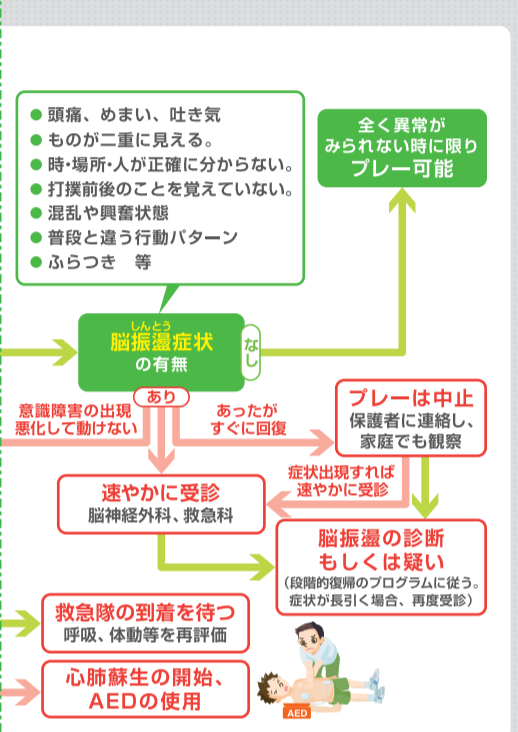 ● 頭痛、めまい、吐き気
● ものが二重に見える。
● 時・場所・人が正確に分からない。
● 打撲前後のことを覚えていない。
● 混乱や興奮状態
● 普段と違う行動パターン
● ふらつき　等
全く異常が
みられない時に限り
プレー可能
しんとう
脳振盪症状
の有無
なし
あり
意識障害の出現
悪化して動けない
あったが
すぐに回復
プレーは中止
保護者に連絡し、
家庭でも観察
症状出現すれば
速やかに受診
速やかに受診
脳神経外科、救急科
脳振盪の診断
もしくは疑い
（段階的復帰のプログラムに従う。
症状が長引く場合、再度受診）
救急隊の到着を待つ
呼吸、体動等を再評価
心肺蘇生の開始、
AEDの使用
AED